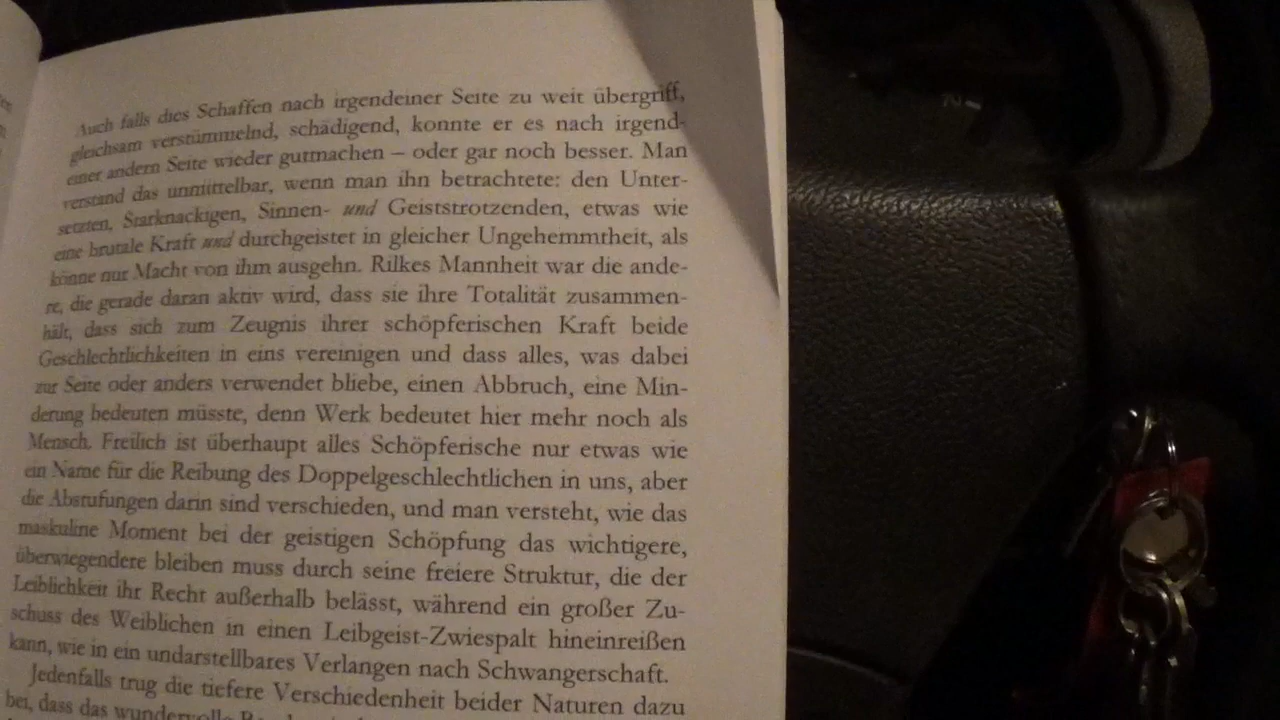 Auch falls dies Schaffen nach irgendeiner Seite zu weit übergriff,
gleichsam verstümmelnd, schädigend, konnte er es nach irgend-
einer andern Seite wieder gutmachen – oder gar noch besser. Man
verstand das unmittelbar, wenn man ihn betrachtete: den Unter-
setzten, Starknackigen, Sinnen- und Geiststrotzenden, etwas wie
eine brutale Kraft und durchgeistet in gleicher Ungehemmtheit, als
könne nur Macht von ihm ausgehn. Rilkes Mannheit war die ande-
re, die gerade daran aktiv wird, dass sie ihre Totalität zusammen-
hält, dass sich zum Zeugnis ihrer schöpferischen Kraft beide
Geschlechtlichkeiten in eins vereinigen und dass alles, was dabei
zur Seite oder anders verwendet bliebe, einen Abbruch, eine Min-
derung bedeuten müsste, denn Werk bedeutet hier mehr noch als
Mensch. Freilich ist überhaupt alles Schöpferische nur etwas wie
ein Name für die Reibung des Doppelgeschlechtlichen in uns, aber
die Abstufungen darin sind verschieden, und man versteht, wie das
maskuline Moment bei der geistigen Schöpfung das wichtigere,
überwiegendere bleiben muss durch seine freiere Struktur, die der
Leiblichkeit ihr Recht außerhalb belässt, während ein großer Zu-
schuss des Weiblichen in einen Leibgeist-Zwiespalt hineinreißen
kann, wie in ein undarstellbares Verlangen nach Schwangerschaft.
Jedenfalls trug die tiefere Verschiedenheit beider Naturen dazu
bei, dass das wundervolle